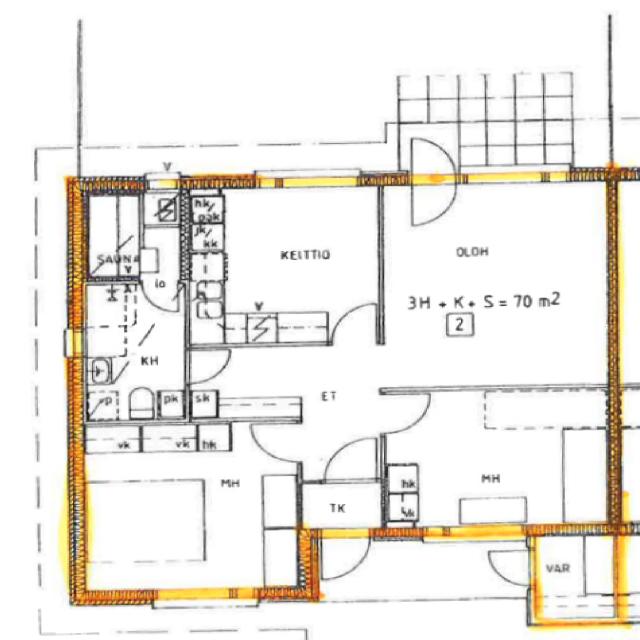 hk/
pak
jk/
kk
KEITTIO
OLOH
SAUNA
lo
3H + K + S = 70 m2
2
KH
p
pk
sk
ET
vk
vk
hk
MH
hk
vk
MH
TK
VAR